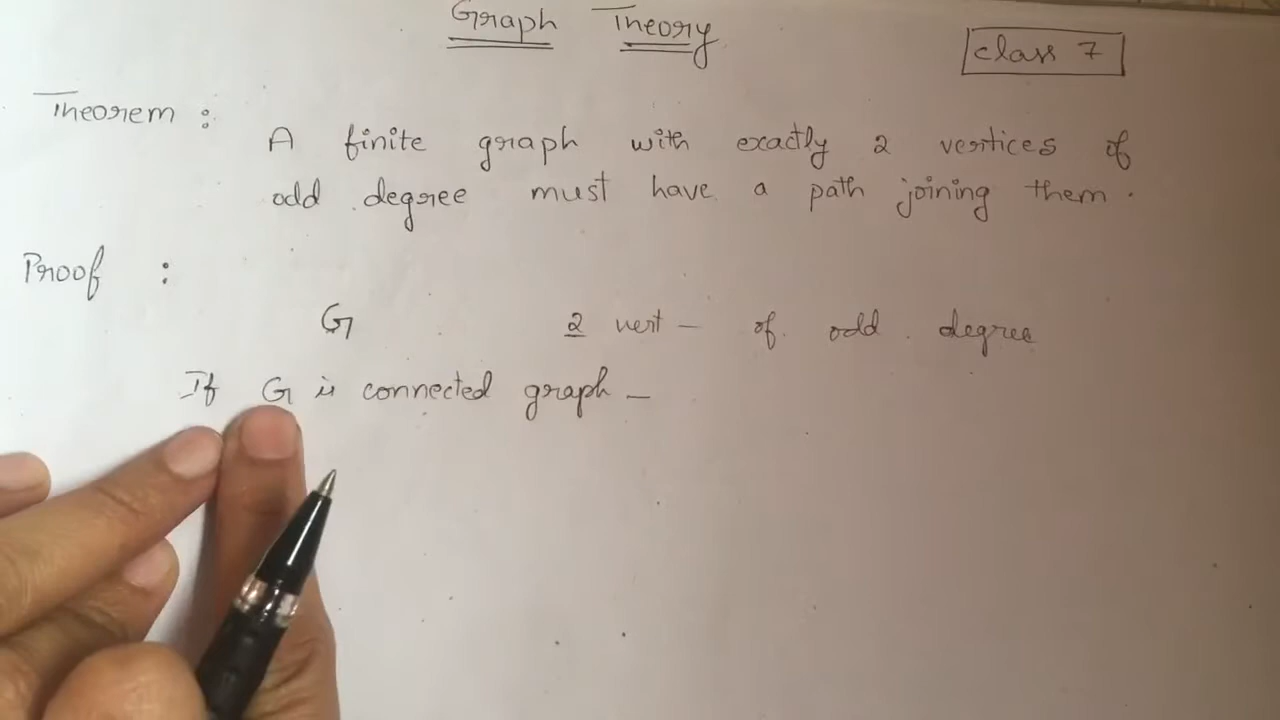 Graph Theory
class 7
Theorem :
A finite graph with exactly 2 vertices of
odd degree must have a path joining them.
Proof :
G 2 vert - of odd degree
If G is connected graph -